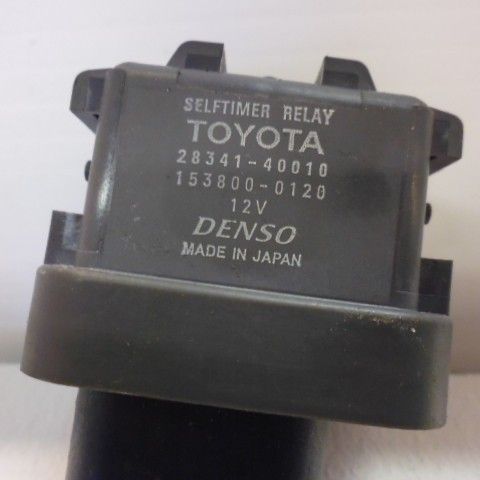 SELFTIMER RELAY
TOYOTA
28341-40010
153800-0120
12V
DENSO
MADE IN JAPAN